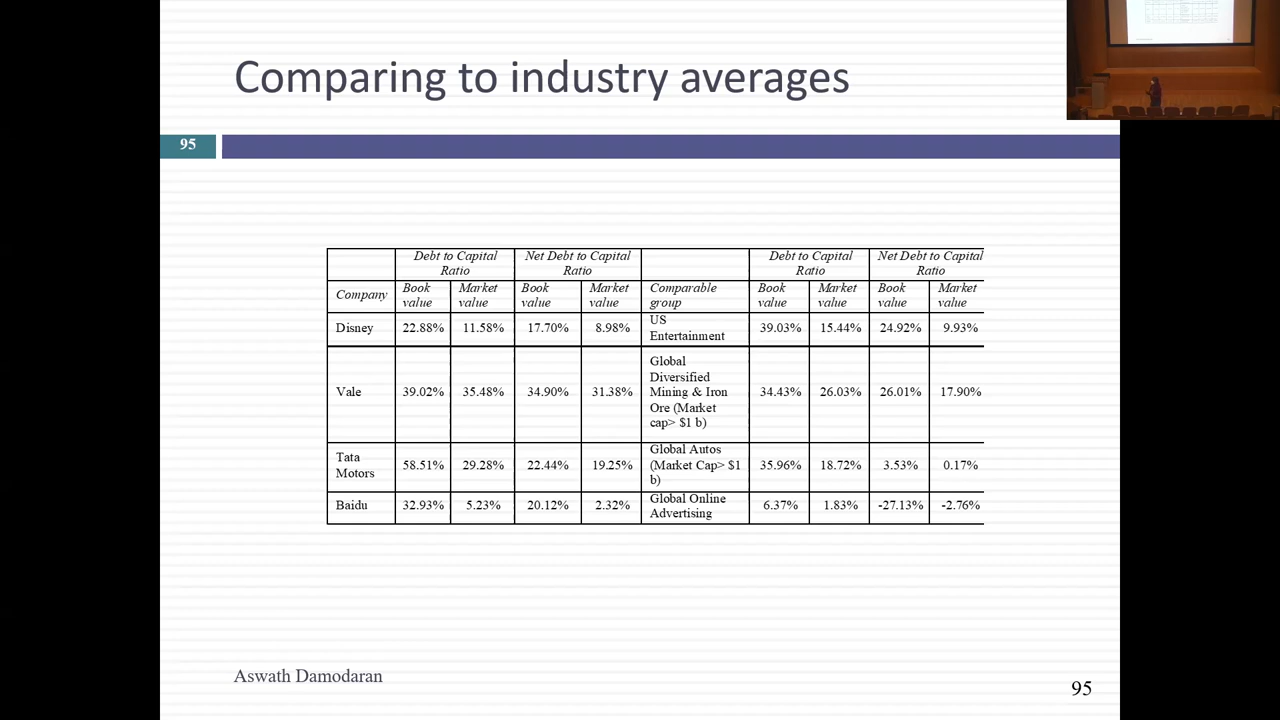 Comparing to industry averages
95
Debt to Capital Ratio Net Debt to Capital Ratio Debt to Capital Ratio Net Debt to Capital Ratio
Company Book value Market value Book value Market value Comparable group Book value Market value Book value Market value
Disney 22.88% 11.58% 17.70% 8.98% US Entertainment 39.03% 15.44% 24.92% 9.93%
Vale 39.02% 35.48% 34.90% 31.38% Global Diversified Mining & Iron Ore (Market cap> $1 b) 34.43% 26.03% 26.01% 17.90%
Tata Motors 58.51% 29.28% 22.44% 19.25% Global Autos (Market Cap> $1 b) 35.96% 18.72% 3.53% 0.17%
Baidu 32.93% 5.23% 20.12% 2.32% Global Online Advertising 6.37% 1.83% -27.13% -2.76%
Aswath Damodaran
95